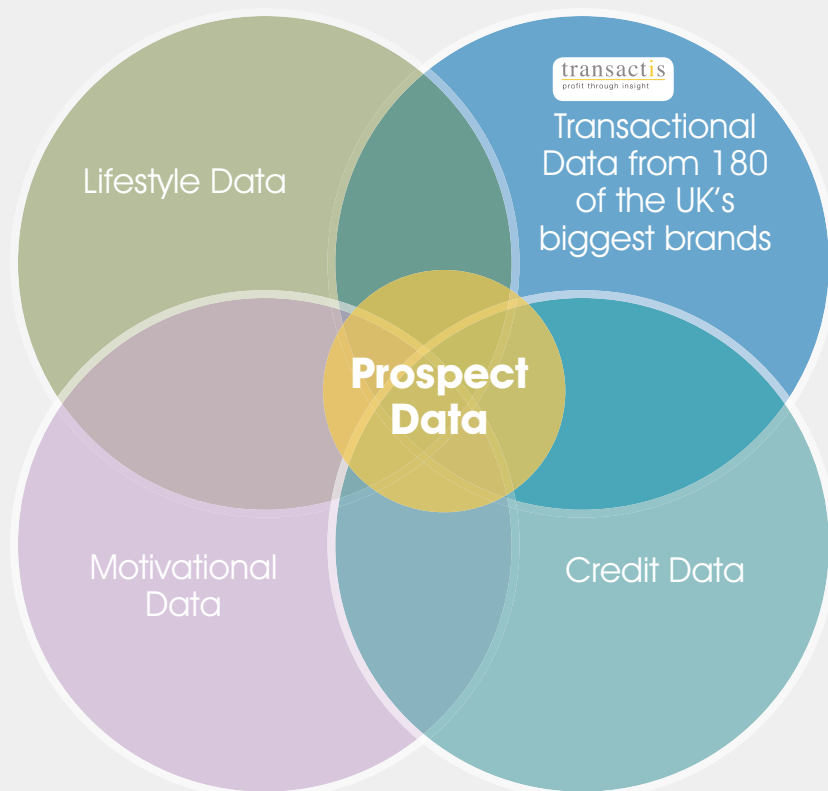 transactis
profit through insight
Transactional
Data from 180
of the UK’s
biggest brands
Lifestyle Data
Prospect
Data
Motivational
Data
Credit Data